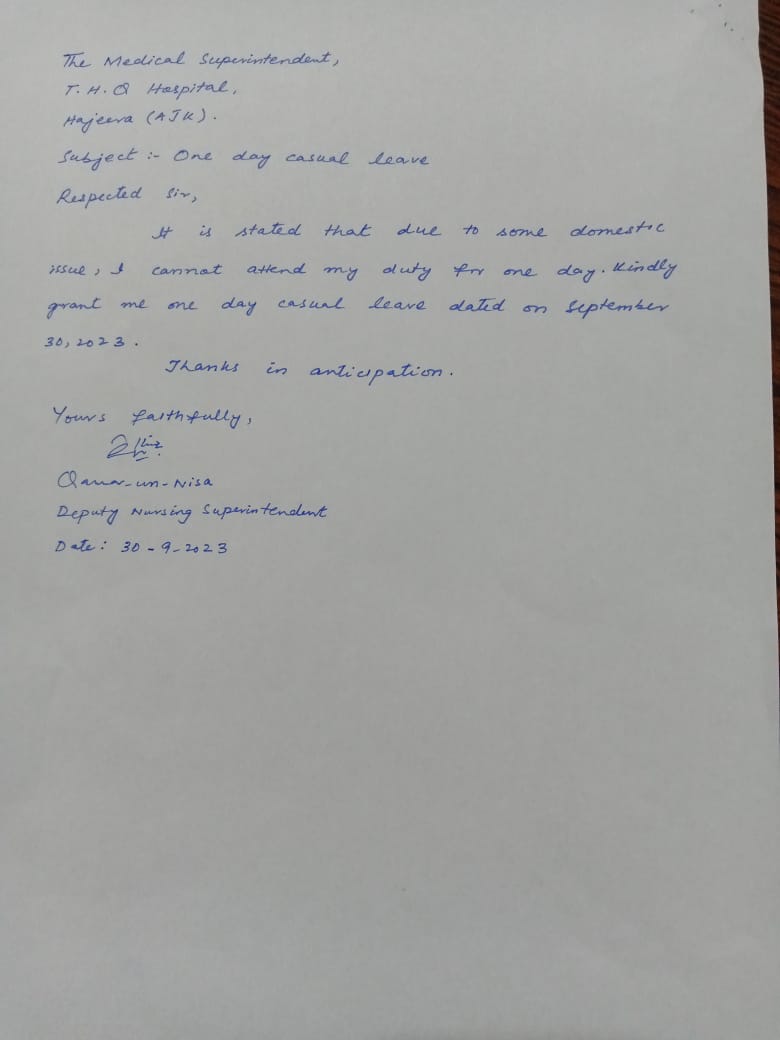 The Medical Superintendent,
T.H.Q Hospital,
Hajeera (AJK).
Subject :- One day casual leave
Respected Sir,
It is stated that due to some domestic
issue, I cannot attend my duty for one day. Kindly
grant me one day casual leave dated on September
30, 2023.
Thanks in anticipation.
Yours faithfully,
Qamar-un-Nisa
Deputy Nursing Superintendent
Date: 30-9-2023